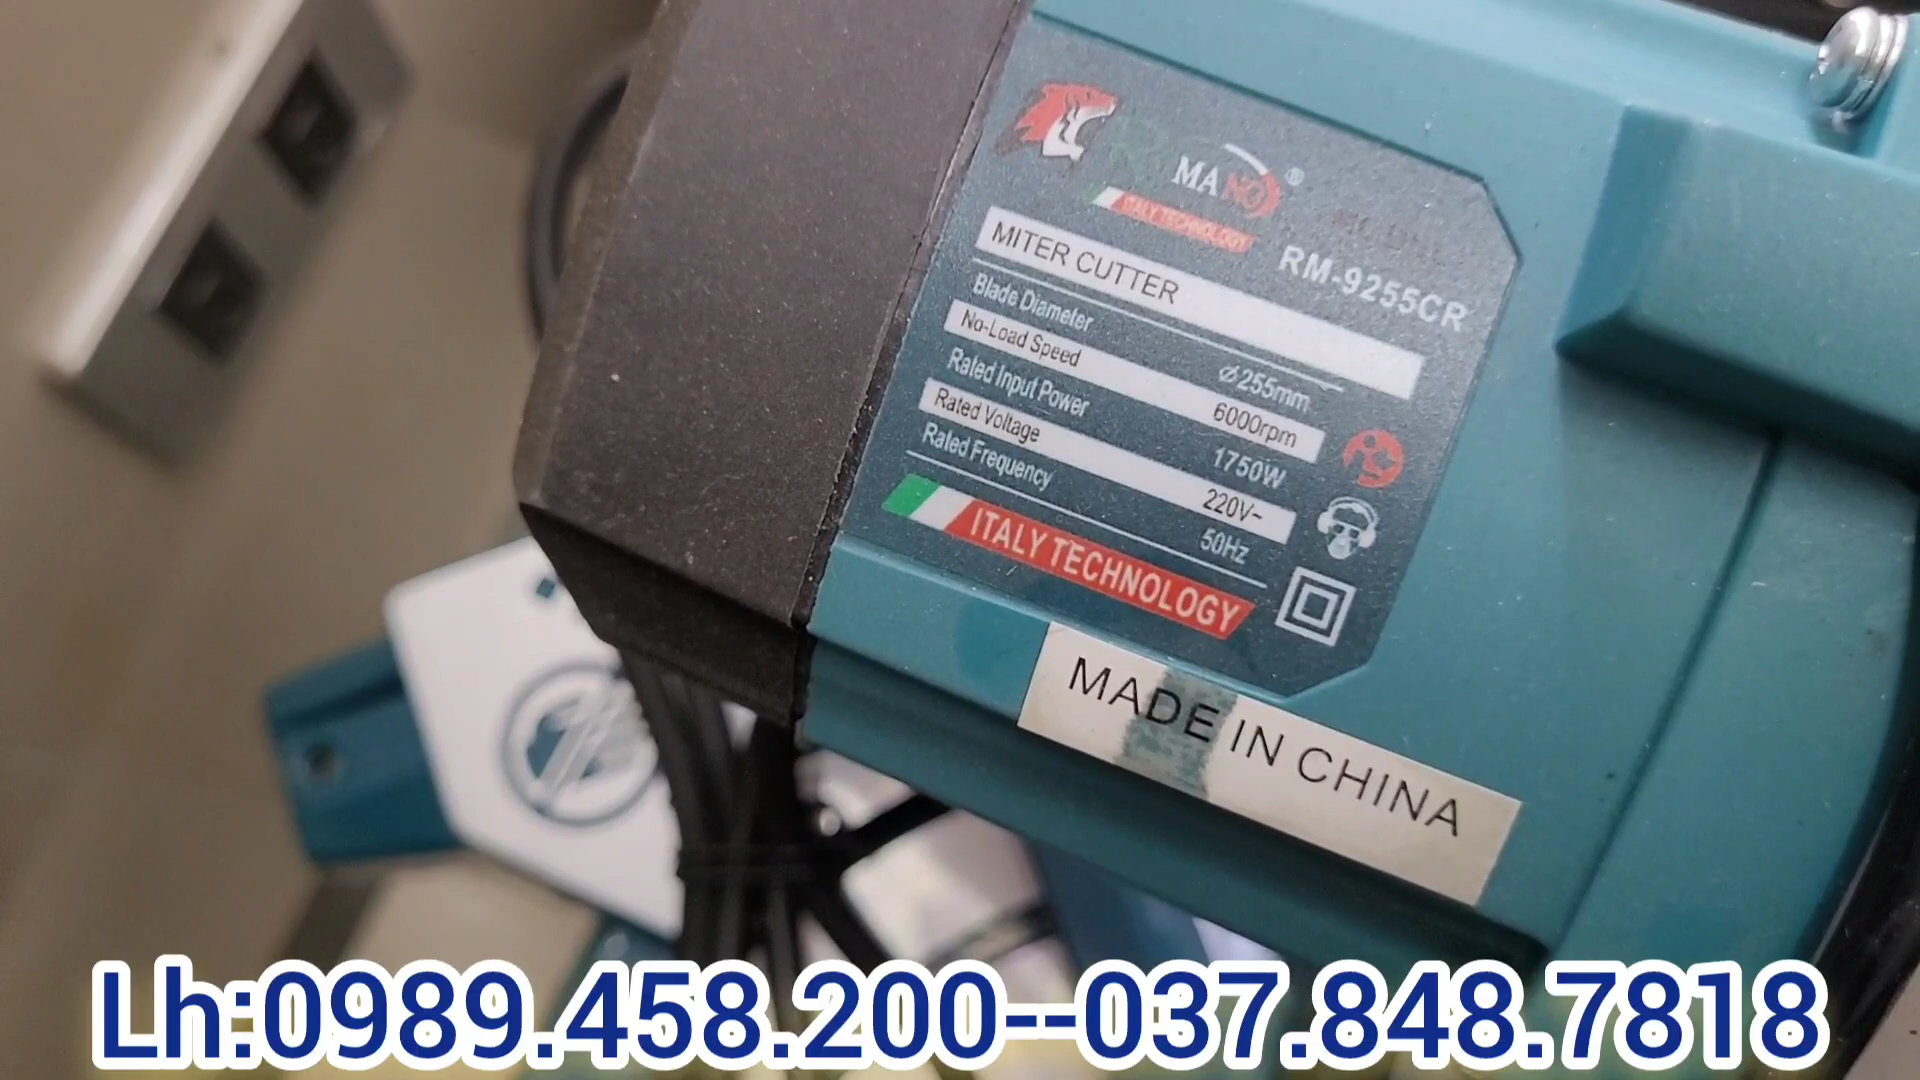 MANO®
ITALY TECHNOLOGY
RM-9255CR
MITER CUTTER
Blade Diameter ⌀255mm
No-Load Speed 6000rpm
Rated Input Power 1750W
Rated Voltage 220V~
Rated Frequency 50Hz
ITALY TECHNOLOGY
MADE IN CHINA
Lh:0989.458.200--037.848.7818